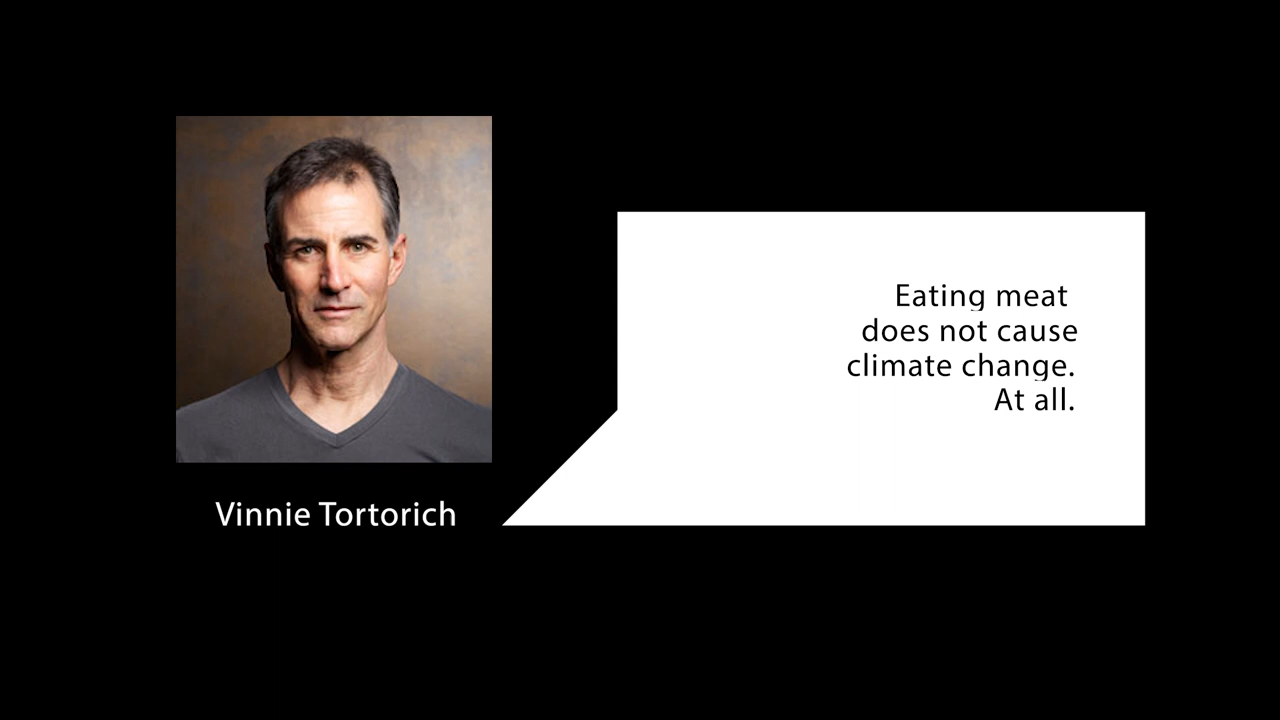 Eating meat
does not cause
climate change.
At all.
Vinnie Tortorich